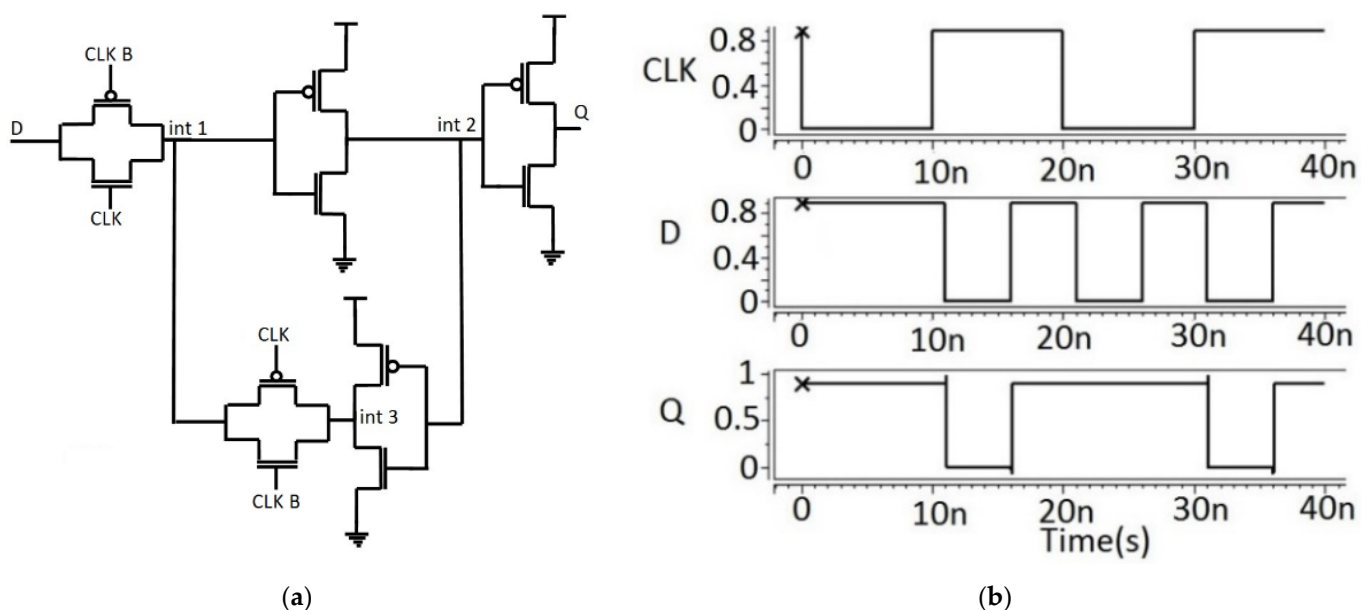 CLK B
D
int 1
CLK
int 2
Q
CLK
int 3
CLK B
(a)
CLK
0.8
0.4
0
0 10n 20n 30n 40n
D
0.8
0.4
0
0 10n 20n 30n 40n
Q
1
0.5
0
0 10n 20n 30n 40n
Time(s)
(b)